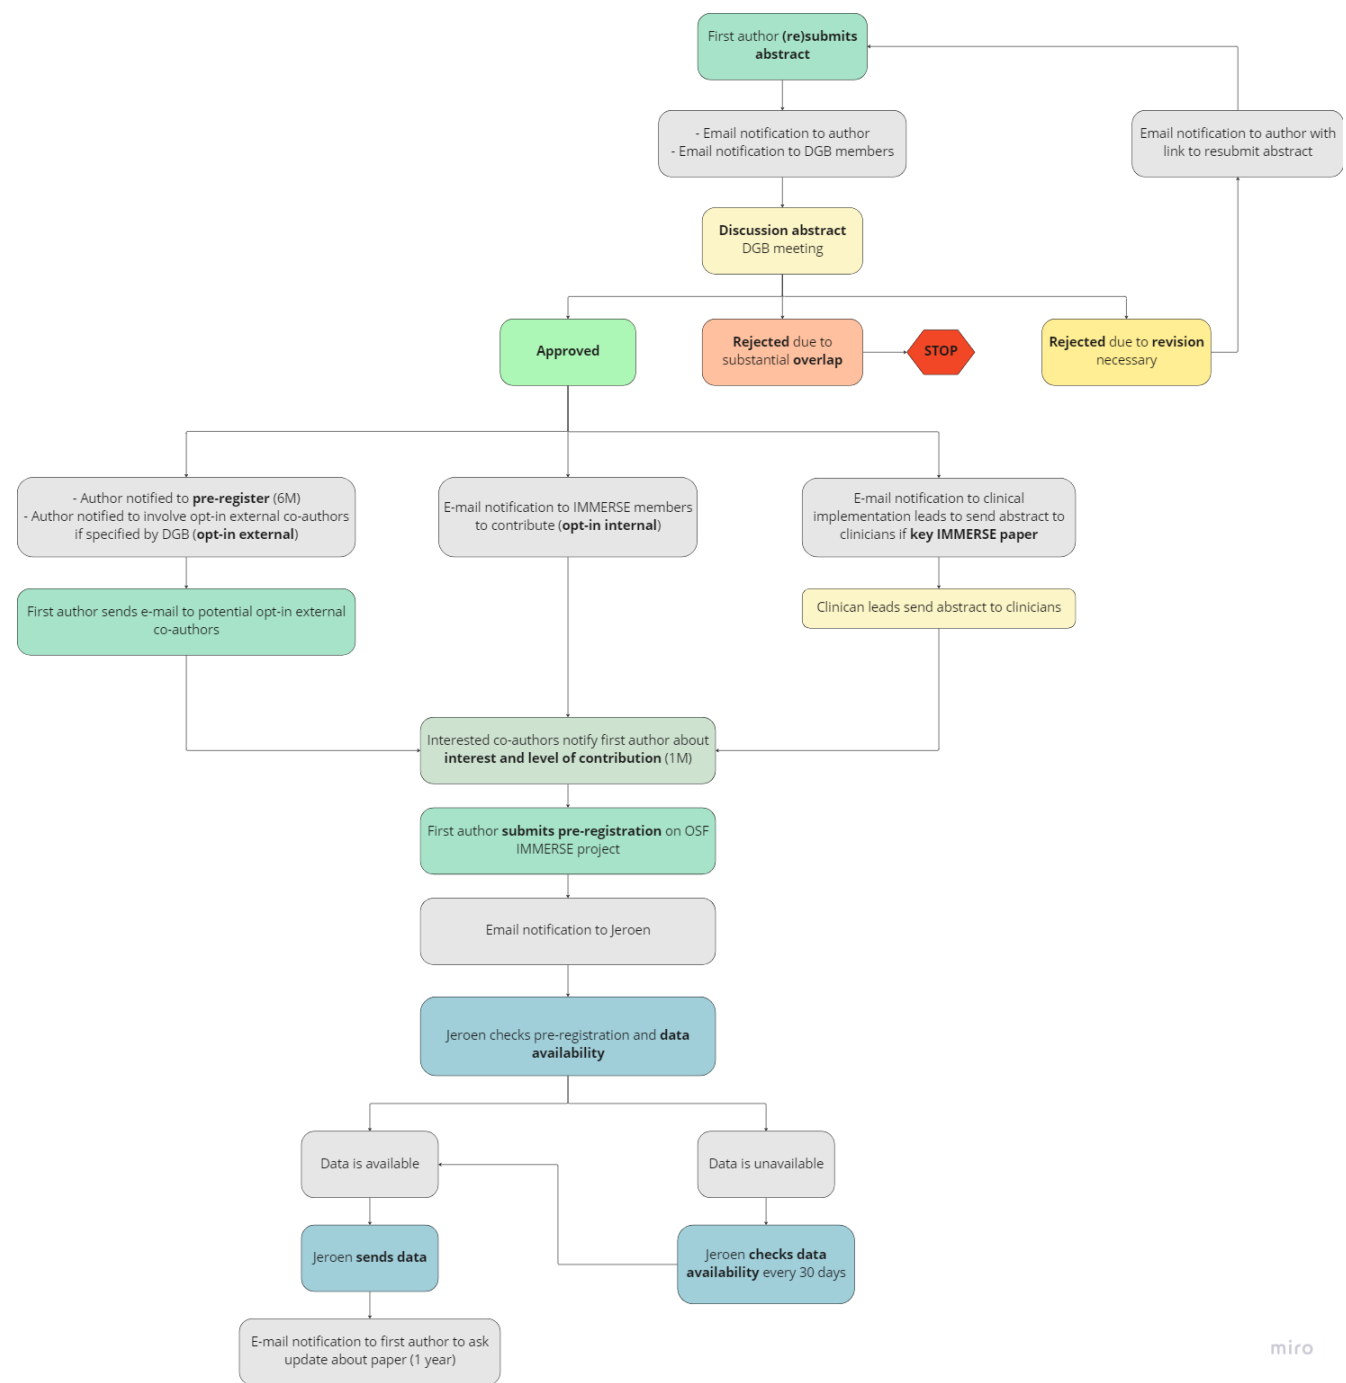 First author (re)submits
abstract
- Email notification to author
- Email notification to DGB members
Email notification to author with
link to resubmit abstract
Discussion abstract
DGB meeting
Approved
Rejected due to
substantial overlap
STOP
Rejected due to revision
necessary
- Author notified to pre-register (6M)
- Author notified to involve opt-in external co-authors
if specified by DGB (opt-in external)
E-mail notification to IMMERSE members
to contribute (opt-in internal)
E-mail notification to clinical
implementation leads to send abstract to
clinicians if key IMMERSE paper
First author sends e-mail to potential opt-in external
co-authors
Clinican leads send abstract to clinicians
Interested co-authors notify first author about
interest and level of contribution (1M)
First author submits pre-registration on OSF
IMMERSE project
Email notification to Jeroen
Jeroen checks pre-registration and data
availability
Data is available
Data is unavailable
Jeroen sends data
Jeroen checks data
availability every 30 days
E-mail notification to first author to ask
update about paper (1 year)
miro